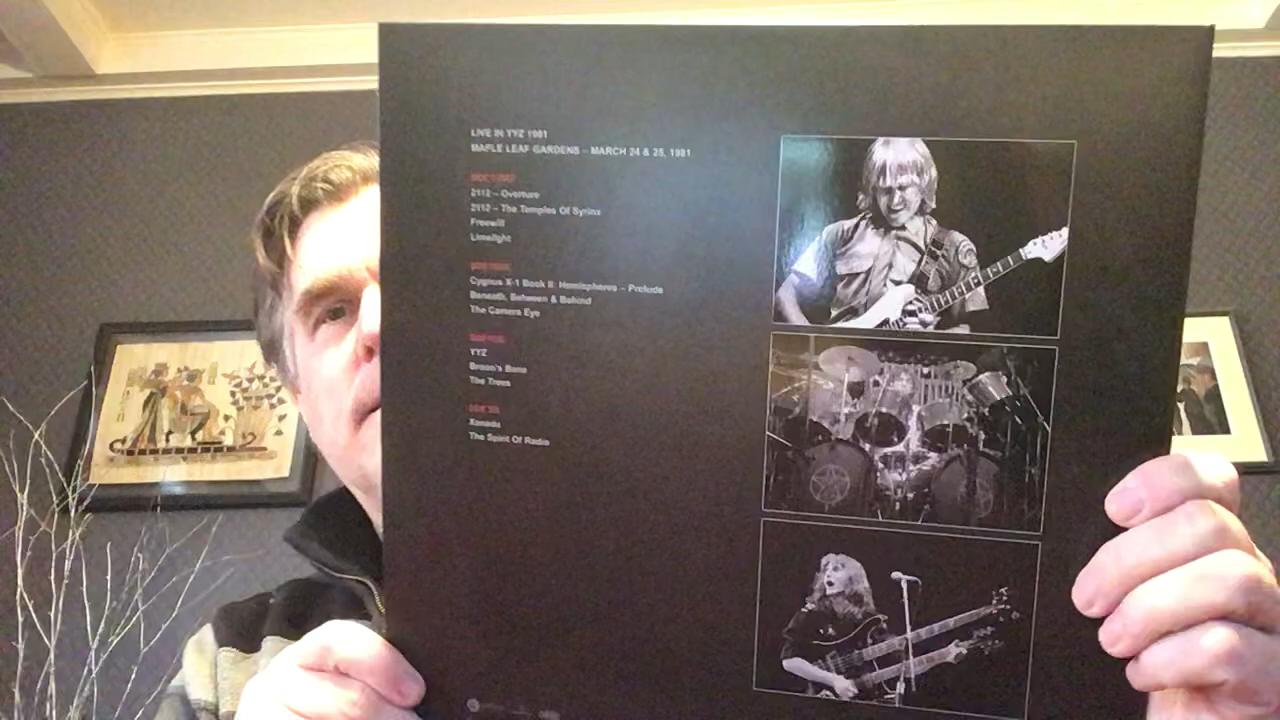 LIVE IN YYZ 1981
MAPLE LEAF GARDENS – MARCH 24 & 25, 1981
2112 – Overture
2112 – The Temples Of Syrinx
Freewill
Limelight
Cygnus X-1 Book II: Hemispheres – Prelude
Beneath, Between & Behind
The Camera Eye
YYZ
Broon's Bane
The Trees
SIDE SIX
Xanadu
The Spirit Of Radio